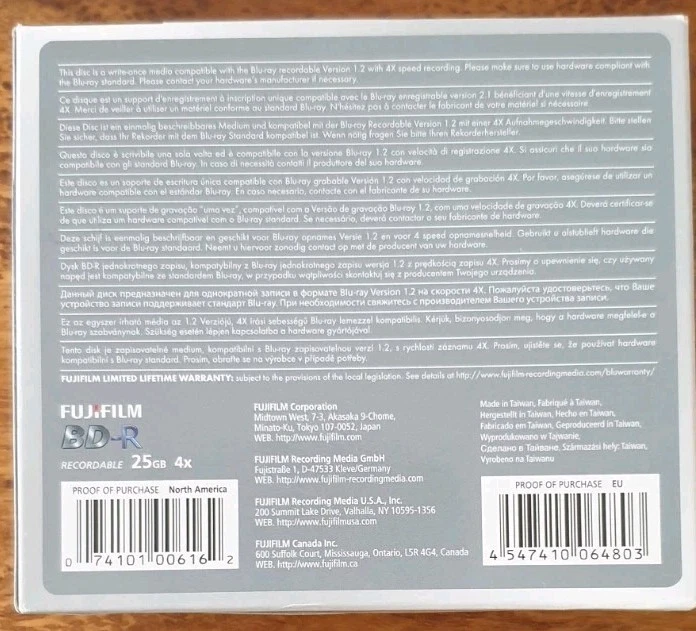 This disc is a write-once media compatible with the Blu-ray recordable Version 1.2 with 4X speed recording. Please make sure to use hardware compliant with
the Blu-ray standard. Please contact your hardware's manufacturer if necessary.
Ce disque est un support d'enregistrement à inscription unique compatible avec le Blu-ray enregistrable version 2.1 bénéficiant d'une vitesse d'enregistrement
4X. Merci de veiller à utiliser un matériel conforme au standard Blu-ray. N'hésitez pas à contacter le fabricant de votre matériel si nécessaire.
Diese Disc ist ein einmalig beschreibbares Medium und kompatibel mit der Blu-ray Recordable Version 1.2 mit einer 4X Aufnahmegeschwindigkeit. Bitte stellen
Sie sicher, dass Ihr Rekorder mit dem Blu-ray Standard kompatibel ist. Wenn nötig fragen Sie bitte Ihren Rekorderhersteller.
Questo disco è scrivibile una sola volta ed è compatibile con la versione Blu-ray 1.2 con velocità di registrazione 4X. Si assicuri che il suo hardware sia
compatibile con gli standard Blu-ray. In caso di necessità contatti il produttore del suo hardware.
Este disco es un soporte de escritura única compatible con Blu-ray grabable Versión 1.2 con velocidad de grabación 4X. Por favor, asegúrese de utilizar un
hardware compatible con el estándar Blu-ray. En caso necesario, contacte con el fabricante de su hardware.
Este disco é um suporte de gravação "uma vez", compatível com a Versão de gravação Blu-ray 1.2, com uma velocidade de gravação 4X. Deverá certificar-se
de que utiliza um hardware compatível com o Blu-ray standard. Se necessário, deverá contactar o seu fabricante de hardware.
Deze schijf is eenmalig beschrijfbaar en geschikt voor Blu-ray opnames Versie 1.2 en voor 4 speed opnamesnelheid. Gebruikt u alstublieft hardware die
geschikt is voor de Blu-ray standaard. Neemt u hiervoor zonodig contact op met de producent van uw hardware.
Dysk BD-R jednokrotnego zapisu, kompatybilny z Blu-ray jednokrotnego zapisu wersja 1.2 z prędkością zapisu 4X. Prosimy o upewnienie się, czy używany
napęd jest kompatybilny ze standardem Blu-ray, w przypadku wątpliwości skontaktuj się z producentem Twojego urządzenia.
Данный диск предназначен для однократной записи в формате Blu-ray Version 1.2 на скорости 4X. Пожалуйста удостоверьтесь, что Ваше
устройство записи поддерживает стандарт Blu-ray. При необходимости свяжитесь с производителем Вашего устройства записи.
Ez az egyszer írható média az 1.2 Verziójú, 4X írási sebességű Blu-ray lemezzel kompatibilis. Kérjük, bizonyosodjon meg, hogy a hardware megfelel-e a
Blu-ray szabványnak. Szükség esetén lépjen kapcsolatba a hardware gyártójával.
Tento disk je zapisovatelné medium, kompatibilní s Blu-ray zapisovatelnou verzí 1.2, s rychlostí záznamu 4X. Prosím, ujistěte se, že používat hardware
kompatibilní s Blu-ray standard. Prosím, obraťte se na výrobce v případě potřeby.
FUJIFILM LIMITED LIFETIME WARRANTY: subject to the provisions of the local legislation. See details at http://www.fujifilmrecordingmedia.com/bluwarranty/
FUJIFILM
BD-R
RECORDABLE 25GB 4x
PROOF OF PURCHASE North America
0 74101 00616 2
FUJIFILM Corporation
Midtown West, 7-3, Akasaka 9-Chome,
Minato-Ku, Tokyo 107-0052, Japan
WEB. http://www.fujifilm.com
FUJIFILM Recording Media GmbH
Fujistraße 1, D-47533 Kleve/Germany
WEB. http://www.fujifilm-recordingmedia.com
FUJIFILM Recording Media U.S.A., Inc.
200 Summit Lake Drive, Valhalla, NY 10595-1356
WEB. http://www.fujifilmusa.com
FUJIFILM Canada Inc.
600 Suffolk Court, Mississauga, Ontario, L5R 4G4, Canada
WEB. http://www.fujifilm.ca
Made in Taiwan, Fabriqué à Taiwan,
Hergestellt in Taiwan, Hecho en Taiwan,
Fabricado em Taiwan, Geproduceerd in Taiwan,
Wyprodukowano w Tajwanie,
Сделано в Тайване, Származási hely: Taiwan,
Vyrobeno na Taiwanu
PROOF OF PURCHASE EU
4 547410 064803